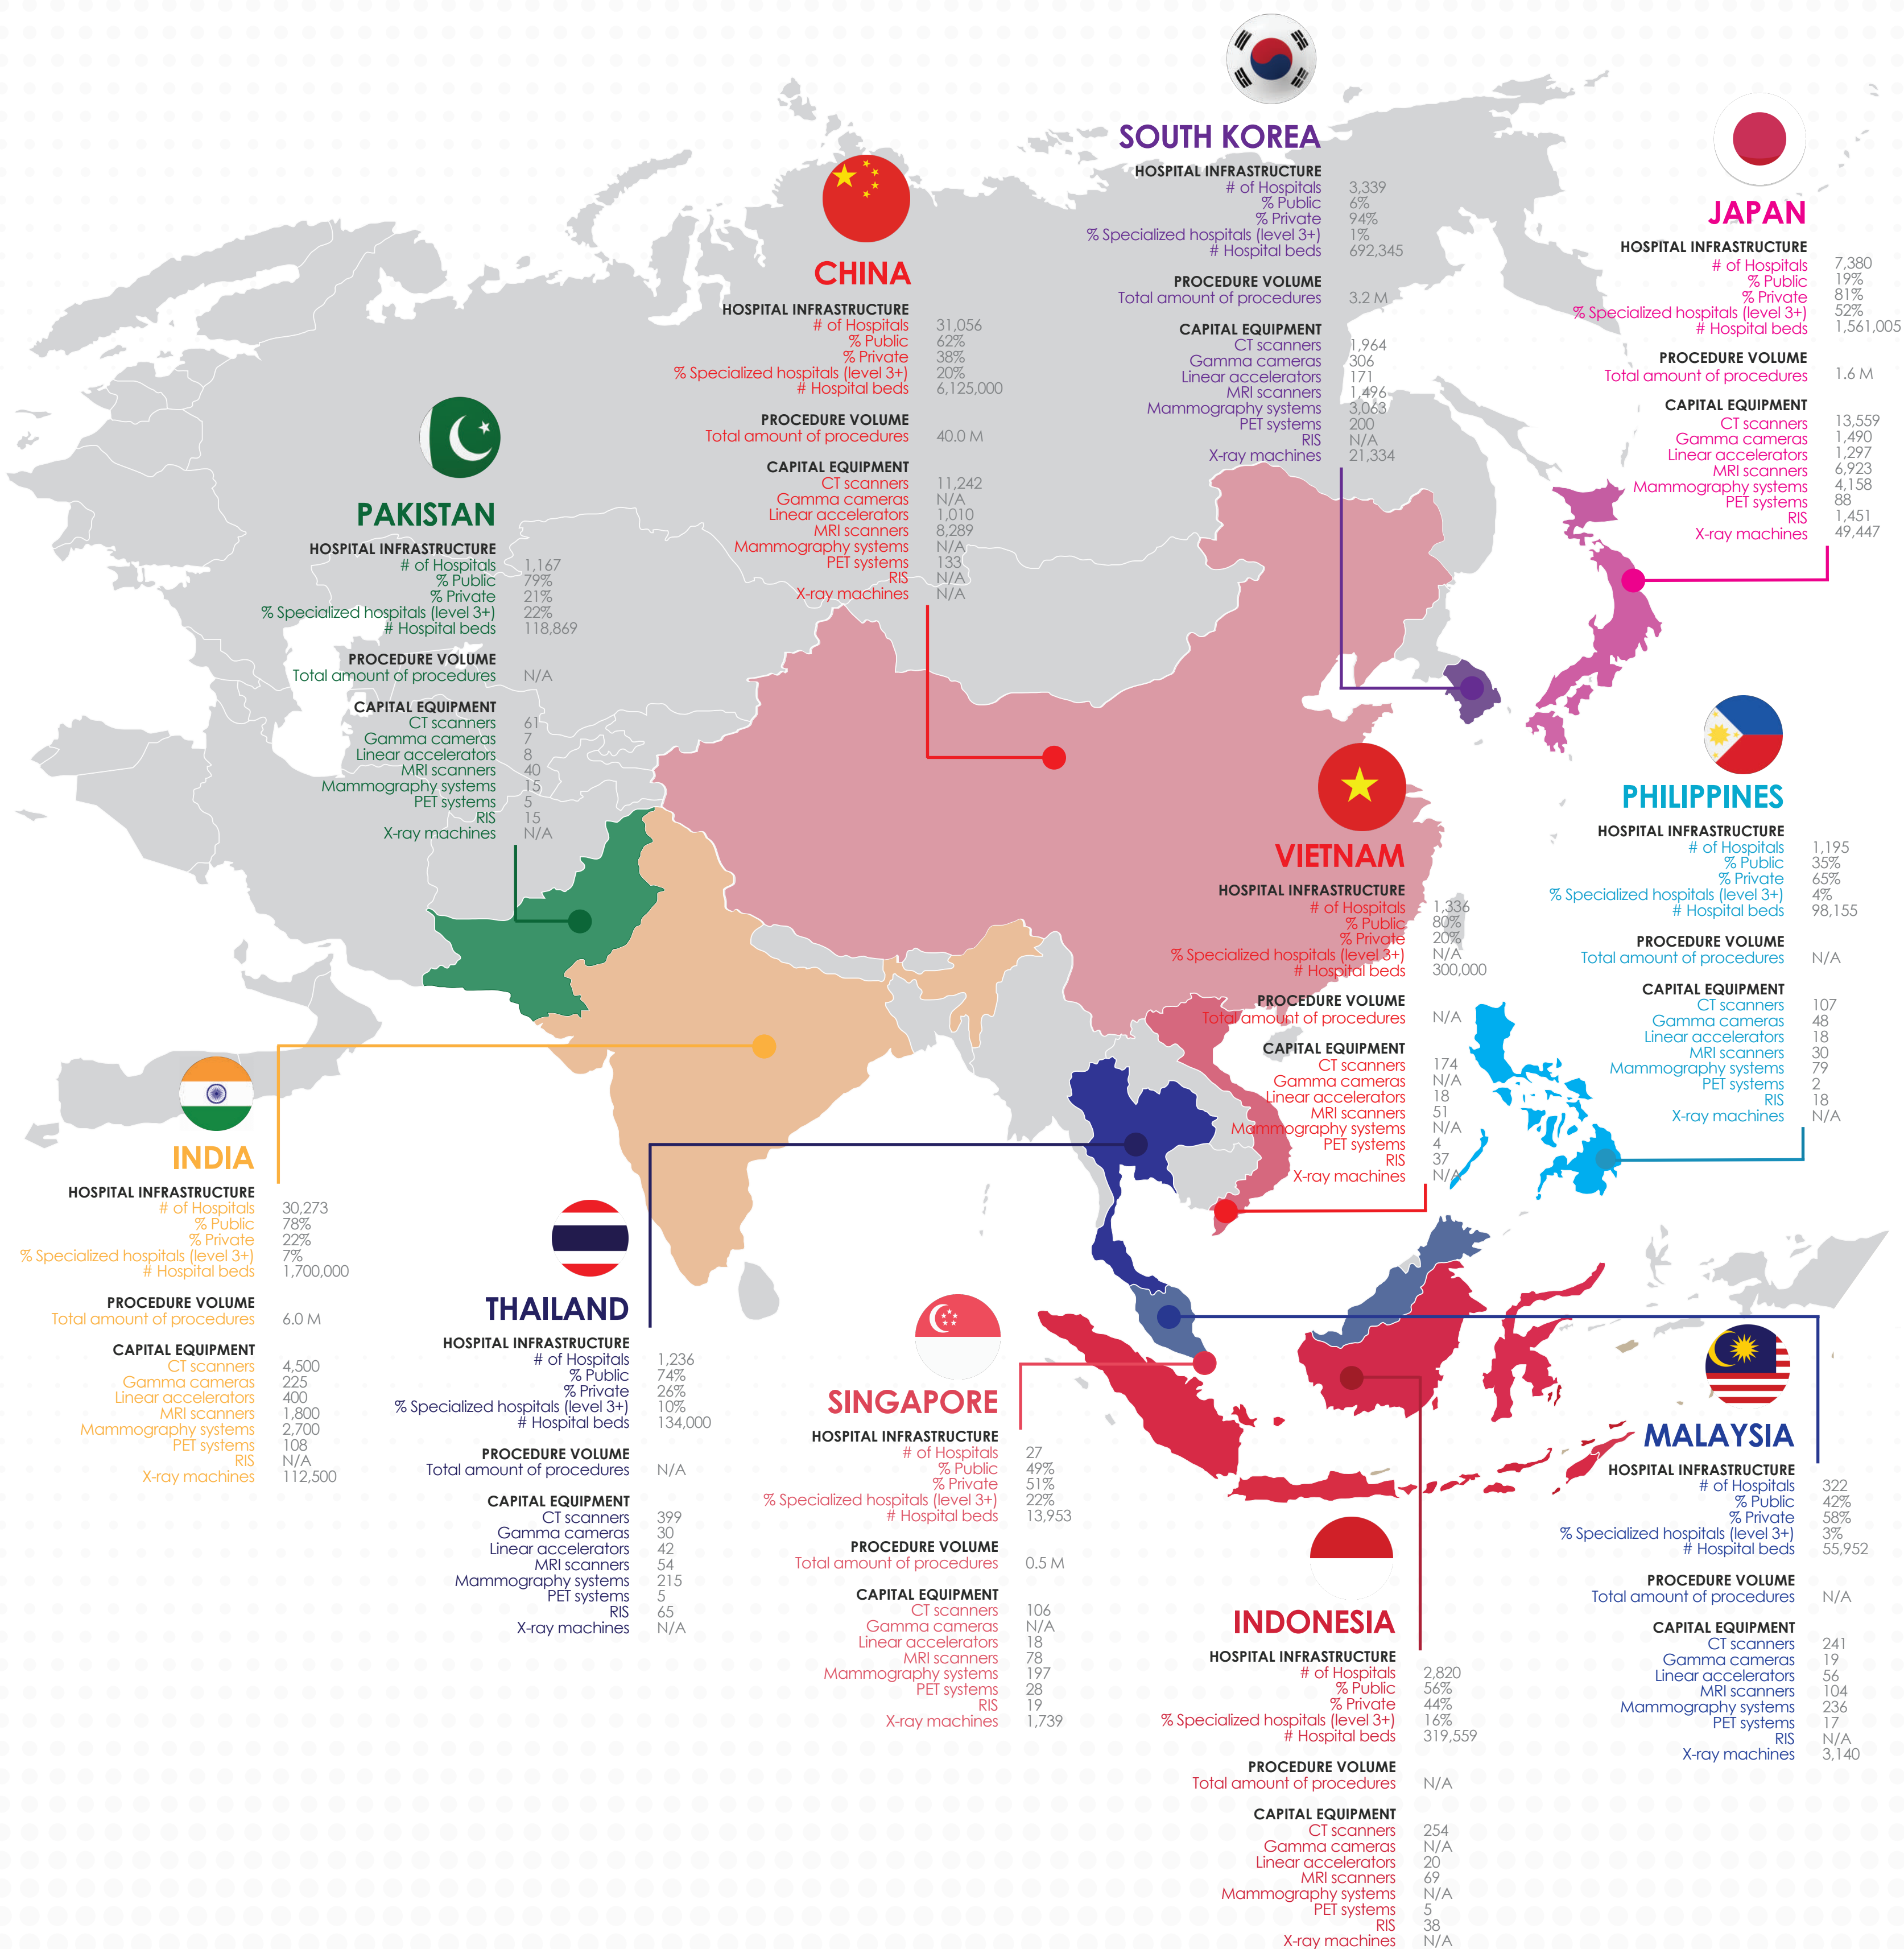 SOUTH KOREA
HOSPITAL INFRASTRUCTURE
# of Hospitals 3,339
% Public 6%
% Private 94%
% Specialized hospitals (level 3+) 1%
# Hospital beds 692,345
PROCEDURE VOLUME
Total amount of procedures 3.2 M
CAPITAL EQUIPMENT
CT scanners 1,964
Gamma cameras 306
Linear accelerators 171
MRI scanners 1,496
Mammography systems 3,063
PET systems 200
RIS N/A
X-ray machines 21,334
JAPAN
HOSPITAL INFRASTRUCTURE
# of Hospitals 7,380
% Public 19%
% Private 81%
% Specialized hospitals (level 3+) 52%
# Hospital beds 1,561,005
PROCEDURE VOLUME
Total amount of procedures 1.6 M
CAPITAL EQUIPMENT
CT scanners 13,559
Gamma cameras 1,490
Linear accelerators 1,297
MRI scanners 6,923
Mammography systems 4,158
PET systems 88
RIS 1,451
X-ray machines 49,447
CHINA
HOSPITAL INFRASTRUCTURE
# of Hospitals 31,056
% Public 62%
% Private 38%
% Specialized hospitals (level 3+) 20%
# Hospital beds 6,125,000
PROCEDURE VOLUME
Total amount of procedures 40.0 M
CAPITAL EQUIPMENT
CT scanners 11,242
Gamma cameras N/A
Linear accelerators 1,010
MRI scanners 8,289
Mammography systems N/A
PET systems 133
RIS N/A
X-ray machines N/A
PAKISTAN
HOSPITAL INFRASTRUCTURE
# of Hospitals 1,167
% Public 79%
% Private 21%
% Specialized hospitals (level 3+) 22%
# Hospital beds 118,869
PROCEDURE VOLUME
Total amount of procedures N/A
CAPITAL EQUIPMENT
CT scanners 61
Gamma cameras 7
Linear accelerators 8
MRI scanners 40
Mammography systems 15
PET systems 5
RIS 15
X-ray machines N/A
PHILIPPINES
HOSPITAL INFRASTRUCTURE
# of Hospitals 1,195
% Public 35%
% Private 65%
% Specialized hospitals (level 3+) 4%
# Hospital beds 98,155
PROCEDURE VOLUME
Total amount of procedures N/A
CAPITAL EQUIPMENT
CT scanners 107
Gamma cameras 48
Linear accelerators 18
MRI scanners 30
Mammography systems 79
PET systems 2
RIS 18
X-ray machines N/A
VIETNAM
HOSPITAL INFRASTRUCTURE
# of Hospitals 1,336
% Public 80%
% Private 20%
% Specialized hospitals (level 3+) N/A
# Hospital beds 300,000
PROCEDURE VOLUME
Total amount of procedures N/A
CAPITAL EQUIPMENT
CT scanners 174
Gamma cameras N/A
Linear accelerators 18
MRI scanners 51
Mammography systems N/A
PET systems 4
RIS 37
X-ray machines N/A
INDIA
HOSPITAL INFRASTRUCTURE
# of Hospitals 30,273
% Public 78%
% Private 22%
% Specialized hospitals (level 3+) 7%
# Hospital beds 1,700,000
PROCEDURE VOLUME
Total amount of procedures 6.0 M
CAPITAL EQUIPMENT
CT scanners 4,500
Gamma cameras 225
Linear accelerators 400
MRI scanners 1,800
Mammography systems 2,700
PET systems 108
RIS N/A
X-ray machines 112,500
THAILAND
HOSPITAL INFRASTRUCTURE
# of Hospitals 1,236
% Public 74%
% Private 26%
% Specialized hospitals (level 3+) 10%
# Hospital beds 134,000
PROCEDURE VOLUME
Total amount of procedures N/A
CAPITAL EQUIPMENT
CT scanners 399
Gamma cameras 30
Linear accelerators 42
MRI scanners 54
Mammography systems 215
PET systems 5
RIS 65
X-ray machines N/A
SINGAPORE
HOSPITAL INFRASTRUCTURE
# of Hospitals 27
% Public 49%
% Private 51%
% Specialized hospitals (level 3+) 22%
# Hospital beds 13,953
PROCEDURE VOLUME
Total amount of procedures 0.5 M
CAPITAL EQUIPMENT
CT scanners 106
Gamma cameras N/A
Linear accelerators 18
MRI scanners 78
Mammography systems 197
PET systems 28
RIS 19
X-ray machines 1,739
MALAYSIA
HOSPITAL INFRASTRUCTURE
# of Hospitals 322
% Public 42%
% Private 58%
% Specialized hospitals (level 3+) 3%
# Hospital beds 55,952
PROCEDURE VOLUME
Total amount of procedures N/A
CAPITAL EQUIPMENT
CT scanners 241
Gamma cameras 19
Linear accelerators 56
MRI scanners 104
Mammography systems 236
PET systems 17
RIS N/A
X-ray machines 3,140
INDONESIA
HOSPITAL INFRASTRUCTURE
# of Hospitals 2,820
% Public 56%
% Private 44%
% Specialized hospitals (level 3+) 16%
# Hospital beds 319,559
PROCEDURE VOLUME
Total amount of procedures N/A
CAPITAL EQUIPMENT
CT scanners 254
Gamma cameras N/A
Linear accelerators 20
MRI scanners 69
Mammography systems N/A
PET systems 5
RIS 38
X-ray machines N/A